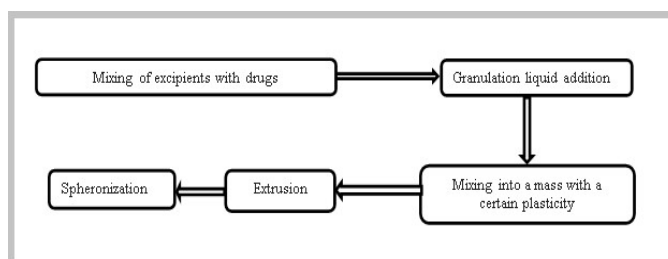 Mixing of excipients with drugs
Granulation liquid addition
Spheronization
Extrusion
Mixing into a mass with a
certain plasticity